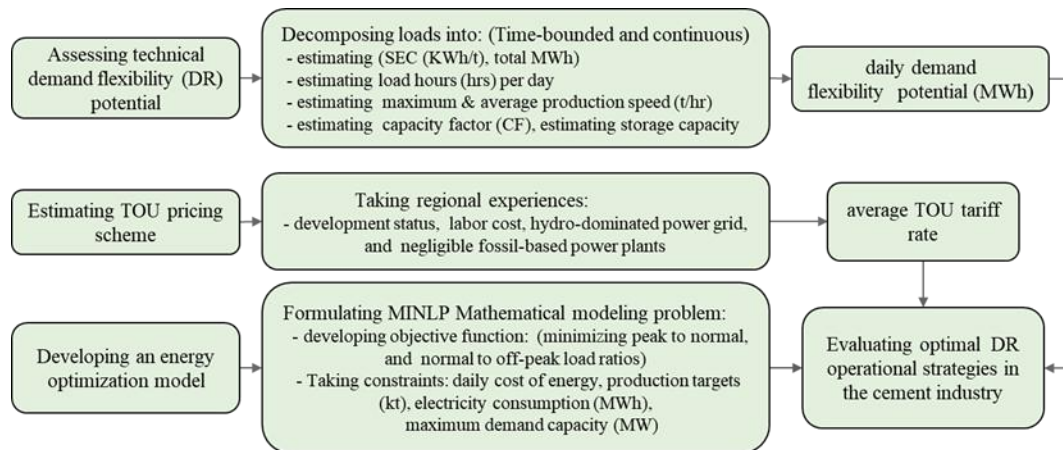 Assessing technical
demand flexibility (DR)
potential
Decomposing loads into: (Time-bounded and continuous)
- estimating (SEC (KWh/t), total MWh)
- estimating load hours (hrs) per day
- estimating maximum & average production speed (t/hr)
- estimating capacity factor (CF), estimating storage capacity
daily demand
flexibility potential (MWh)
Estimating TOU pricing
scheme
Taking regional experiences:
- development status, labor cost, hydro-dominated power grid,
and negligible fossil-based power plants
average TOU tariff
rate
Developing an energy
optimization model
Formulating MINLP Mathematical modeling problem:
- developing objective function: (minimizing peak to normal,
and normal to off-peak load ratios)
- Taking constraints: daily cost of energy, production targets
(kt), electricity consumption (MWh),
maximum demand capacity (MW)
Evaluating optimal DR
operational strategies in
the cement industry